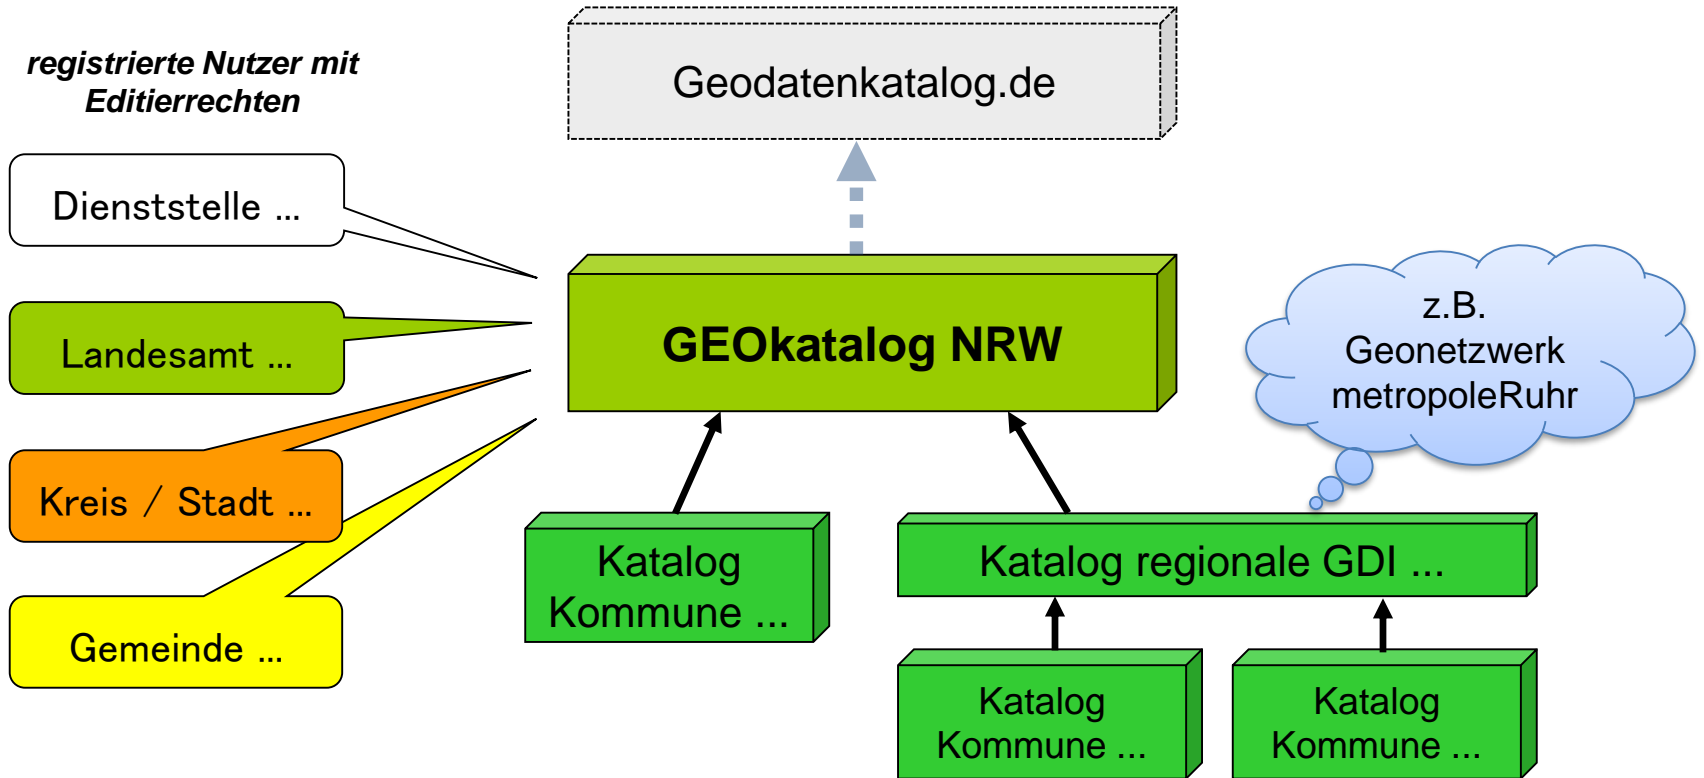 registrierte Nutzer mit
Editierrechten
Geodatenkatalog.de
Dienststelle ...
Landesamt ...
Kreis / Stadt ...
Gemeinde ...
GEOkatalog NRW
z.B.
Geonetzwerk
metropoleRuhr
Katalog
Kommune ...
Katalog regionale GDI ...
Katalog
Kommune ...
Katalog
Kommune ...